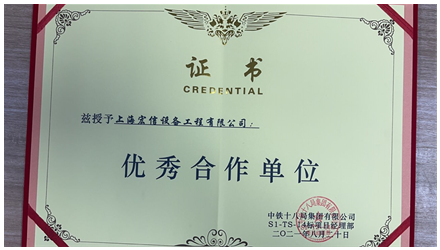 证书
CREDENTIAL
兹授予上海宏信设备工程有限公司：
优秀合作单位
中铁十八局集团有限公司
S1-TS-14标项目经理部
二〇二一年八月二十日